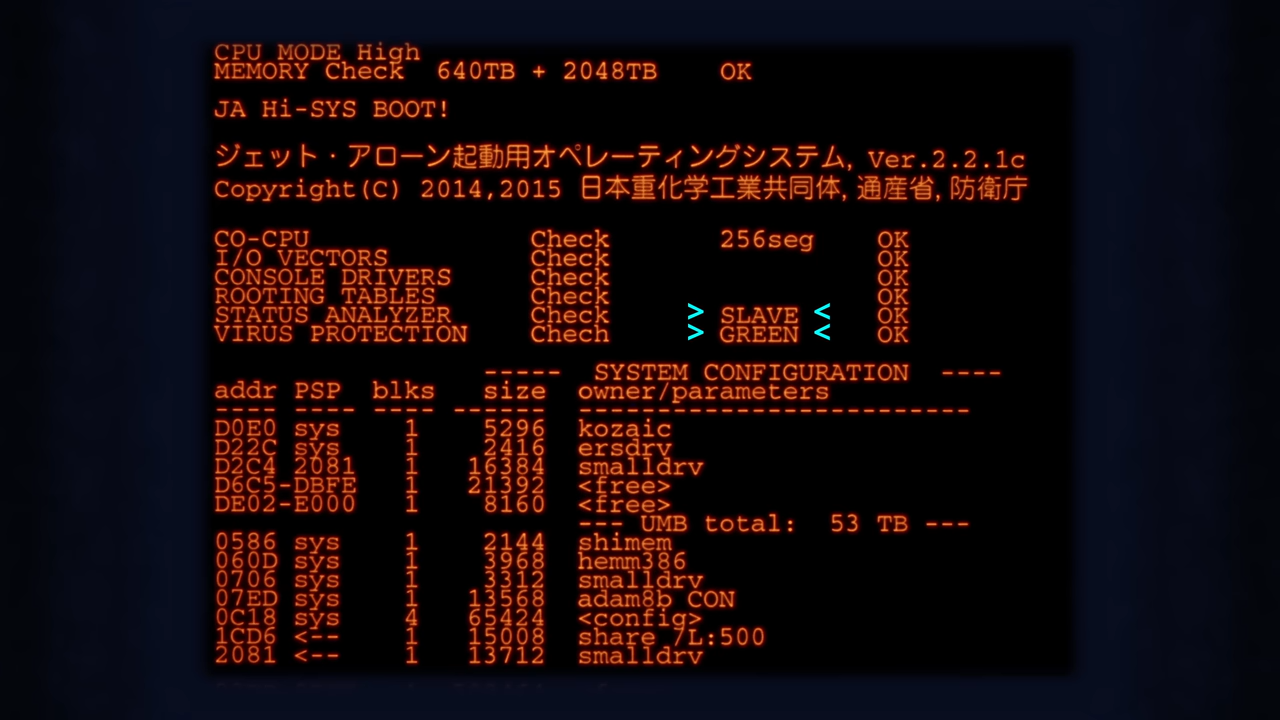 CPU MODE High
MEMORY Check 640TB + 2048TB OK
JA Hi-SYS BOOT!
ジェット・アローン起動用オペレーティングシステム, Ver.2.2.1c
Copyright(C) 2014,2015 日本重化学工業共同体, 通産省, 防衛庁
CO-CPU Check 256seg OK
I/O VECTORS Check OK
CONSOLE DRIVERS Check OK
ROOTING TABLES Check OK
STATUS ANALYZER Check > SLAVE < OK
VIRUS PROTECTION Chech > GREEN < OK
----- SYSTEM CONFIGURATION ----
addr PSP blks size owner/parameters
---- ---- ---- ------ -------------------------
D0E0 sys 1 5296 kozaic
D22C sys 1 2416 ersdrv
D2C4 2081 1 16384 smalldrv
D6C5-DBFE 1 21392 <free>
DE02-E000 1 8160 <free>
--- UMB total: 53 TB ---
0586 sys 1 2144 shimem
060D sys 1 3968 hemm386
0706 sys 1 3312 smalldrv
07ED sys 1 13568 adam8b CON
0C18 sys 4 65424 <config>
1CD6 <-- 1 15008 share /L:500
2081 <-- 1 13712 smalldrv